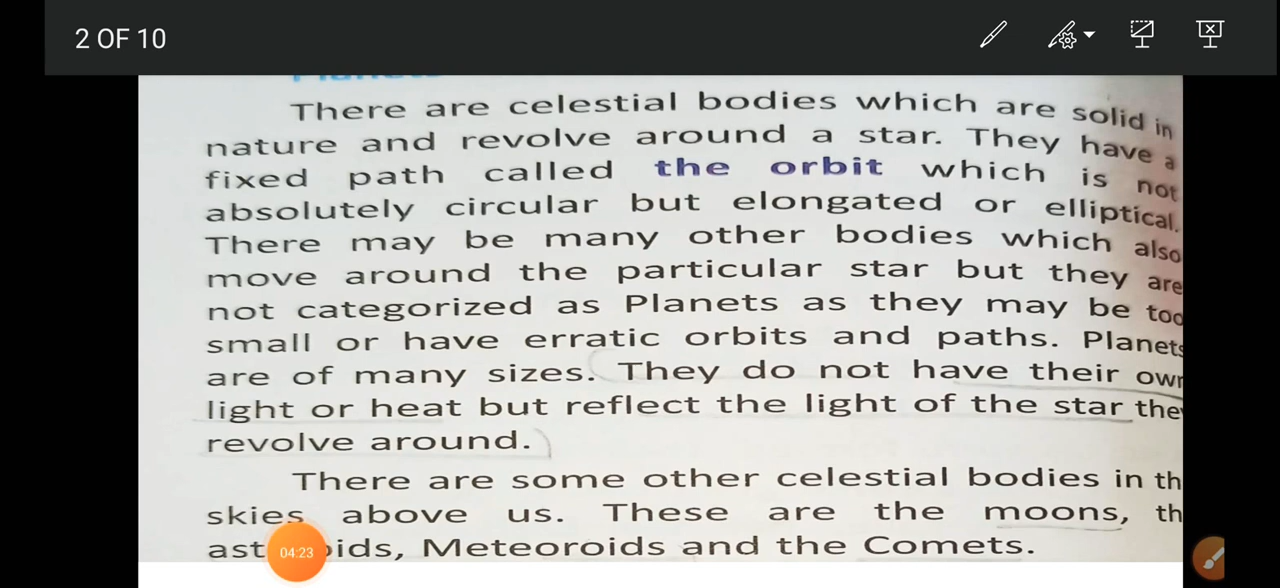 2 OF 10
There are celestial bodies which are solid in
nature and revolve around a star. They have a
fixed path called the orbit which is not
absolutely circular but elongated or elliptical.
There may be many other bodies which also
move around the particular star but they are
not categorized as Planets as they may be too
small or have erratic orbits and paths. Planets
are of many sizes. They do not have their own
light or heat but reflect the light of the star
revolve around.
There are some other celestial bodies in
skies above us. These are the moons,
Meteoroids and the Comets.
04:23